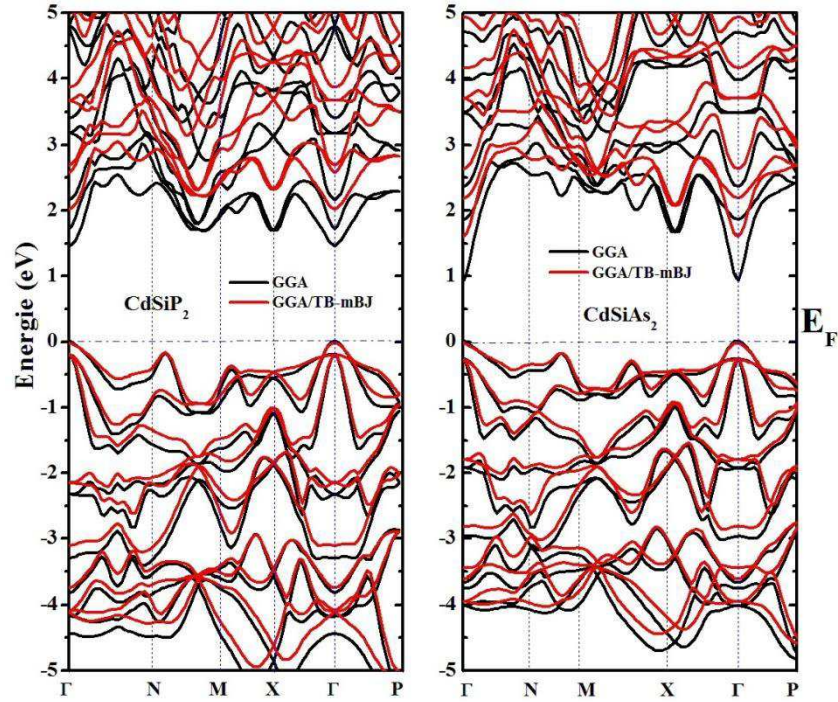 Energie (eV)
5
4
3
2
1
0
-1
-2
-3
-4
-5
GGA
GGA/TB-mBJ
CdSiP₂
Γ N M X Γ P
5
4
3
2
1
0
-1
-2
-3
-4
-5
GGA
GGA/TB-mBJ
CdSiAs₂
E_F
Γ N M X Γ P